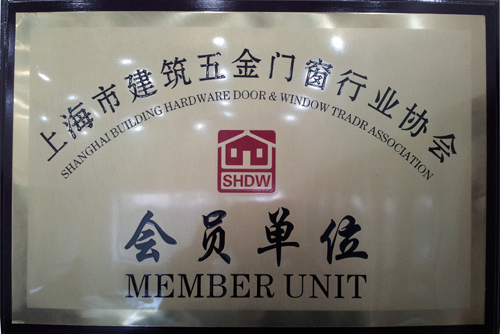 上海市建筑五金门窗行业协会
SHANGHAI BUILDING HARDWARE DOOR & WINDOW TRADR ASSOCIATION
SHDW
会员单位
MEMBER UNIT